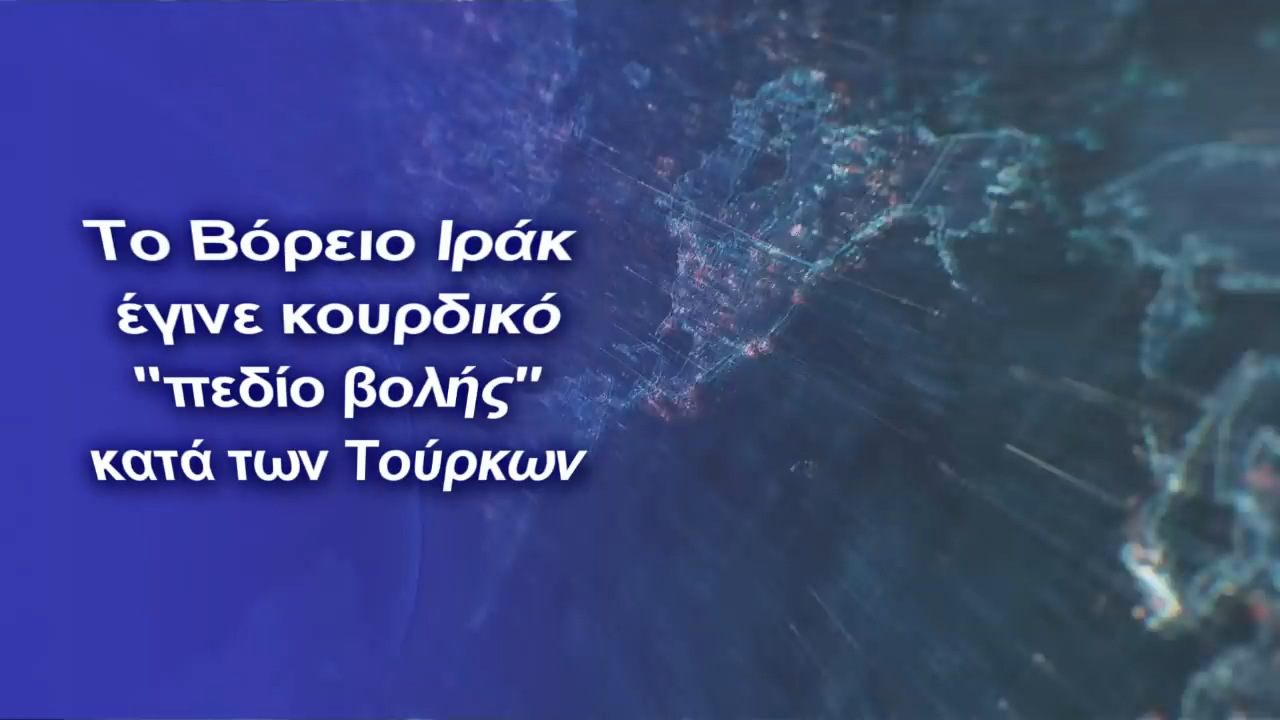 Το Βόρειο Ιράκ
έγινε κουρδικό
"πεδίο βολής"
κατά των Τούρκων